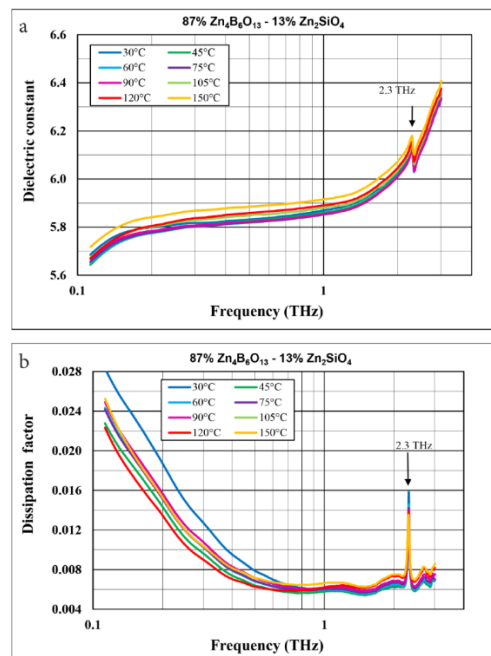 a
87% Zn₄B₆O₁₃ - 13% Zn₂SiO₄
6.6
6.4
6.2
6.0
5.8
5.6
Dielectric constant
30°C 45°C
60°C 75°C
90°C 105°C
120°C 150°C
2.3 THz
0.1 1
Frequency (THz)
b
87% Zn₄B₆O₁₃ - 13% Zn₂SiO₄
0.028
0.024
0.020
0.016
0.012
0.008
0.004
Dissipation factor
30°C 45°C
60°C 75°C
90°C 105°C
120°C 150°C
2.3 THz
0.1 1
Frequency (THz)